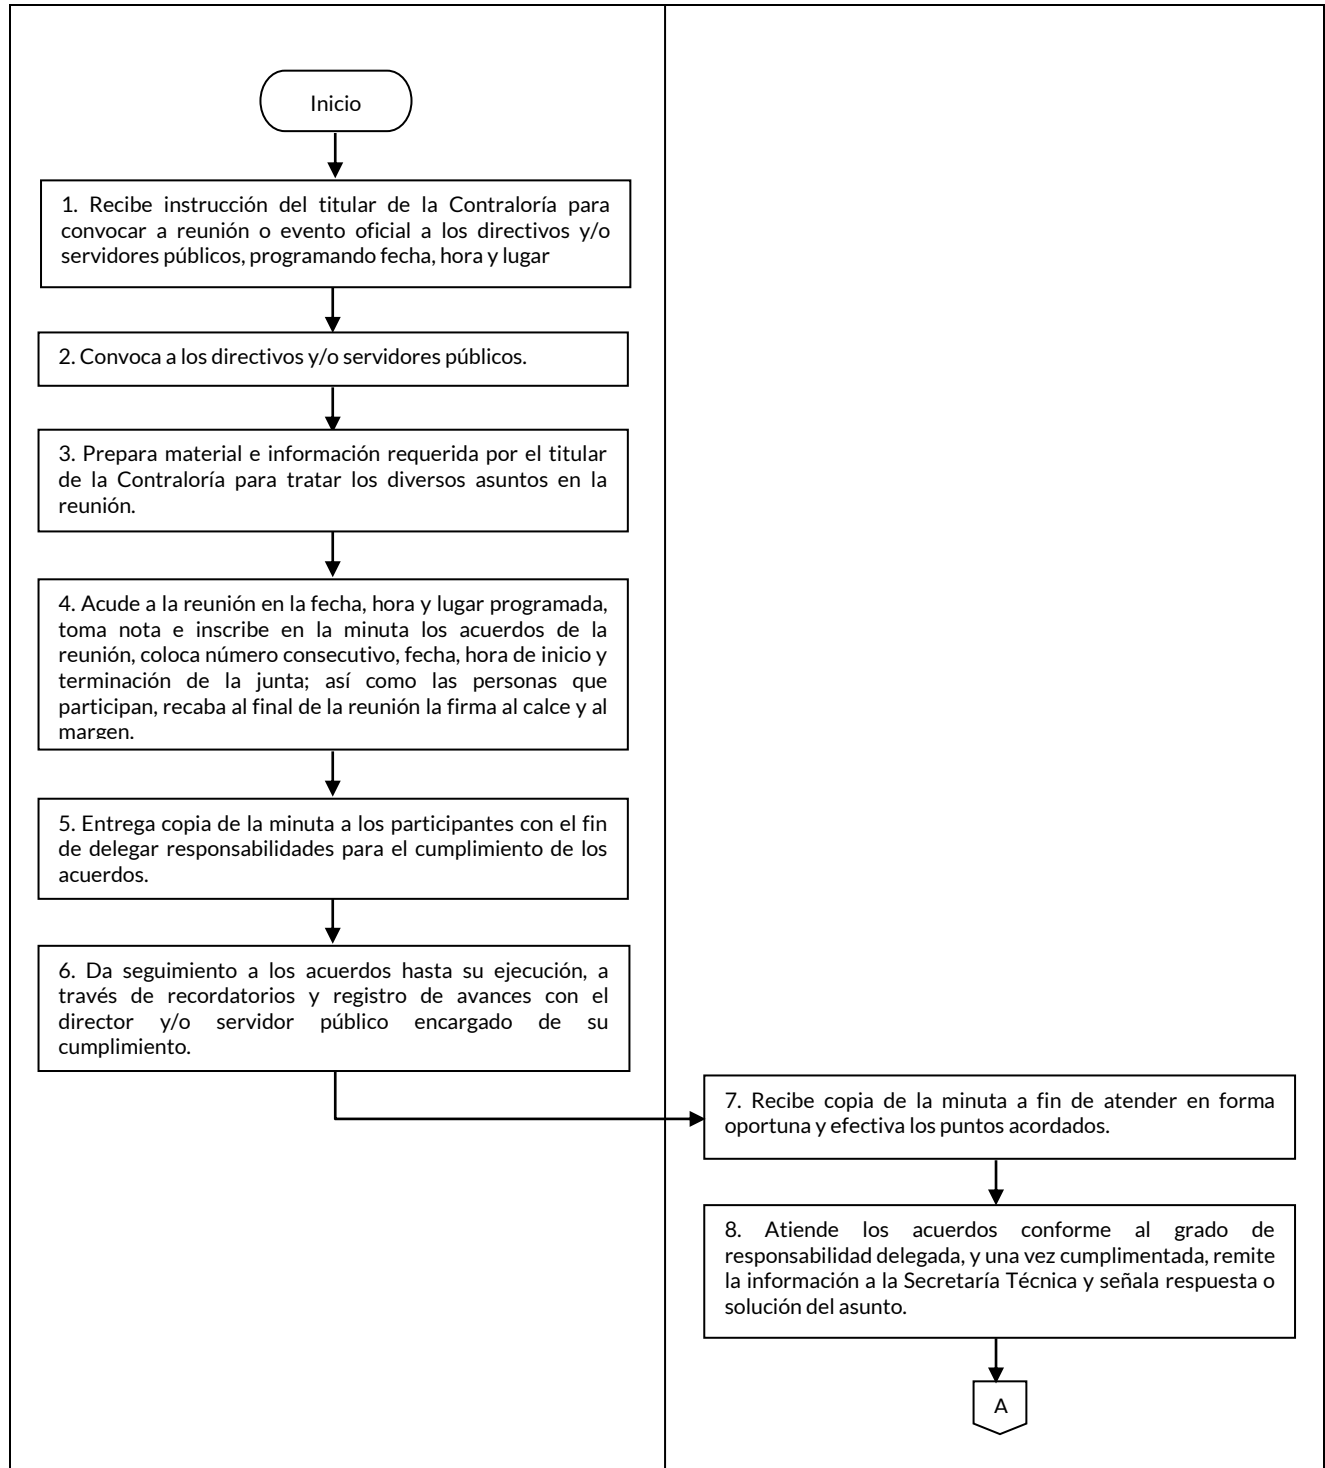 Inicio
1. Recibe instrucción del titular de la Contraloría para
convocar a reunión o evento oficial a los directivos y/o
servidores públicos, programando fecha, hora y lugar
2. Convoca a los directivos y/o servidores públicos.
3. Prepara material e información requerida por el titular
de la Contraloría para tratar los diversos asuntos en la
reunión.
4. Acude a la reunión en la fecha, hora y lugar programada,
toma nota e inscribe en la minuta los acuerdos de la
reunión, coloca número consecutivo, fecha, hora de inicio y
terminación de la junta; así como las personas que
participan, recaba al final de la reunión la firma al calce y al
margen.
5. Entrega copia de la minuta a los participantes con el fin
de delegar responsabilidades para el cumplimiento de los
acuerdos.
6. Da seguimiento a los acuerdos hasta su ejecución, a
través de recordatorios y registro de avances con el
director y/o servidor público encargado de su
cumplimiento.
7. Recibe copia de la minuta a fin de atender en forma
oportuna y efectiva los puntos acordados.
8. Atiende los acuerdos conforme al grado de
responsabilidad delegada, y una vez cumplimentada, remite
la información a la Secretaría Técnica y señala respuesta o
solución del asunto.
A